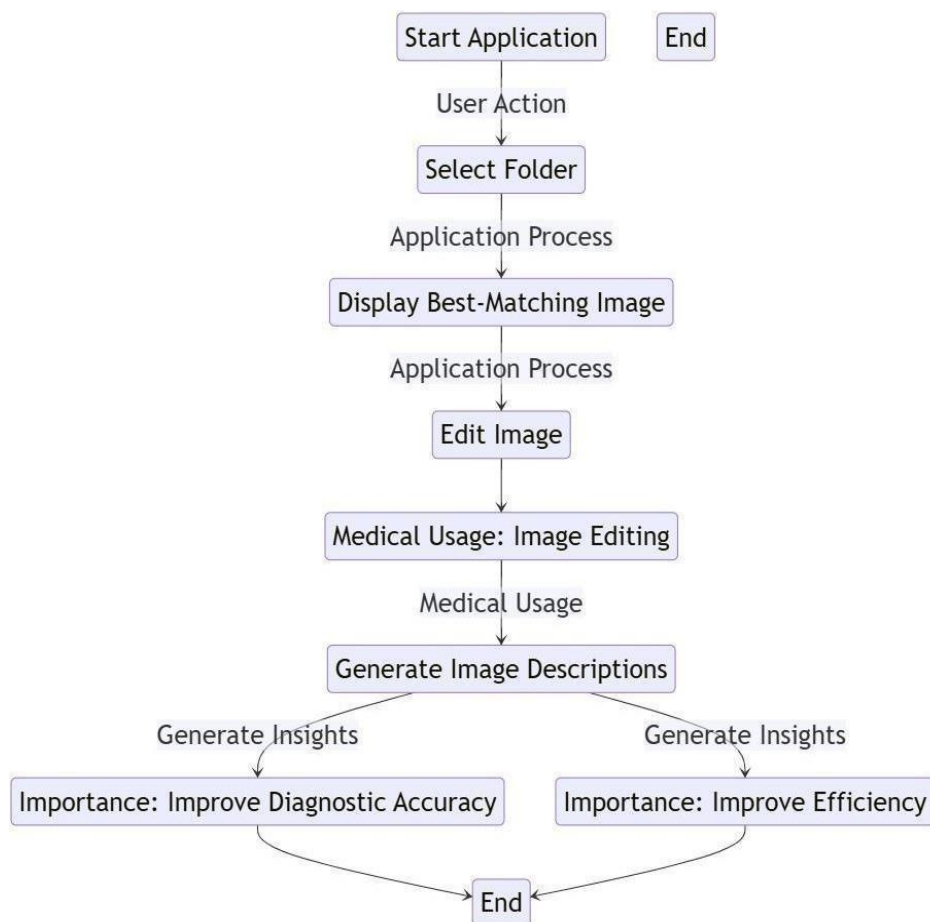 Start Application
End
User Action
Select Folder
Application Process
Display Best-Matching Image
Application Process
Edit Image
Medical Usage: Image Editing
Medical Usage
Generate Image Descriptions
Generate Insights
Generate Insights
Importance: Improve Diagnostic Accuracy
Importance: Improve Efficiency
End